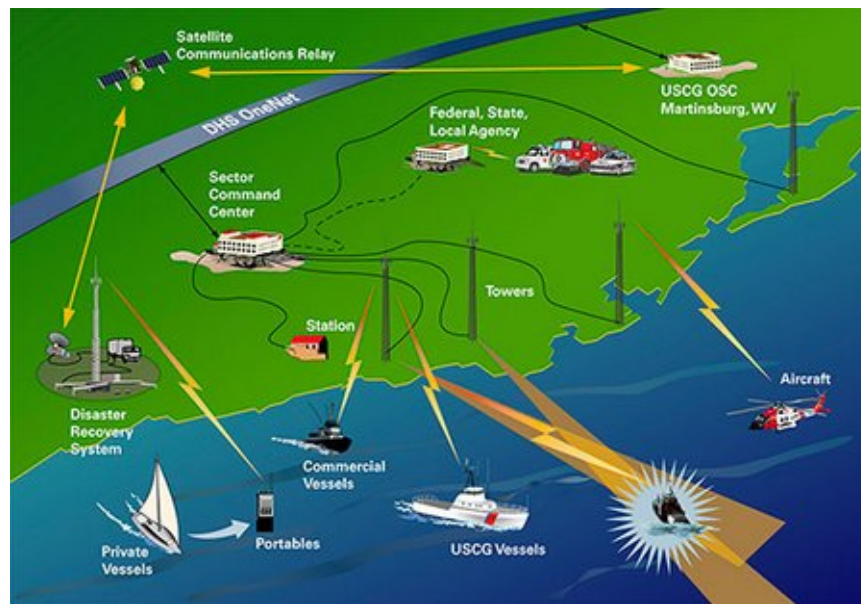 Satellite
Communications Relay
USCG OSC
Martinsburg, WV
DHS OneNet
Federal, State,
Local Agency
Sector
Command
Center
Towers
Station
Aircraft
Disaster
Recovery
System
Commercial
Vessels
Private
Vessels
Portables
USCG Vessels